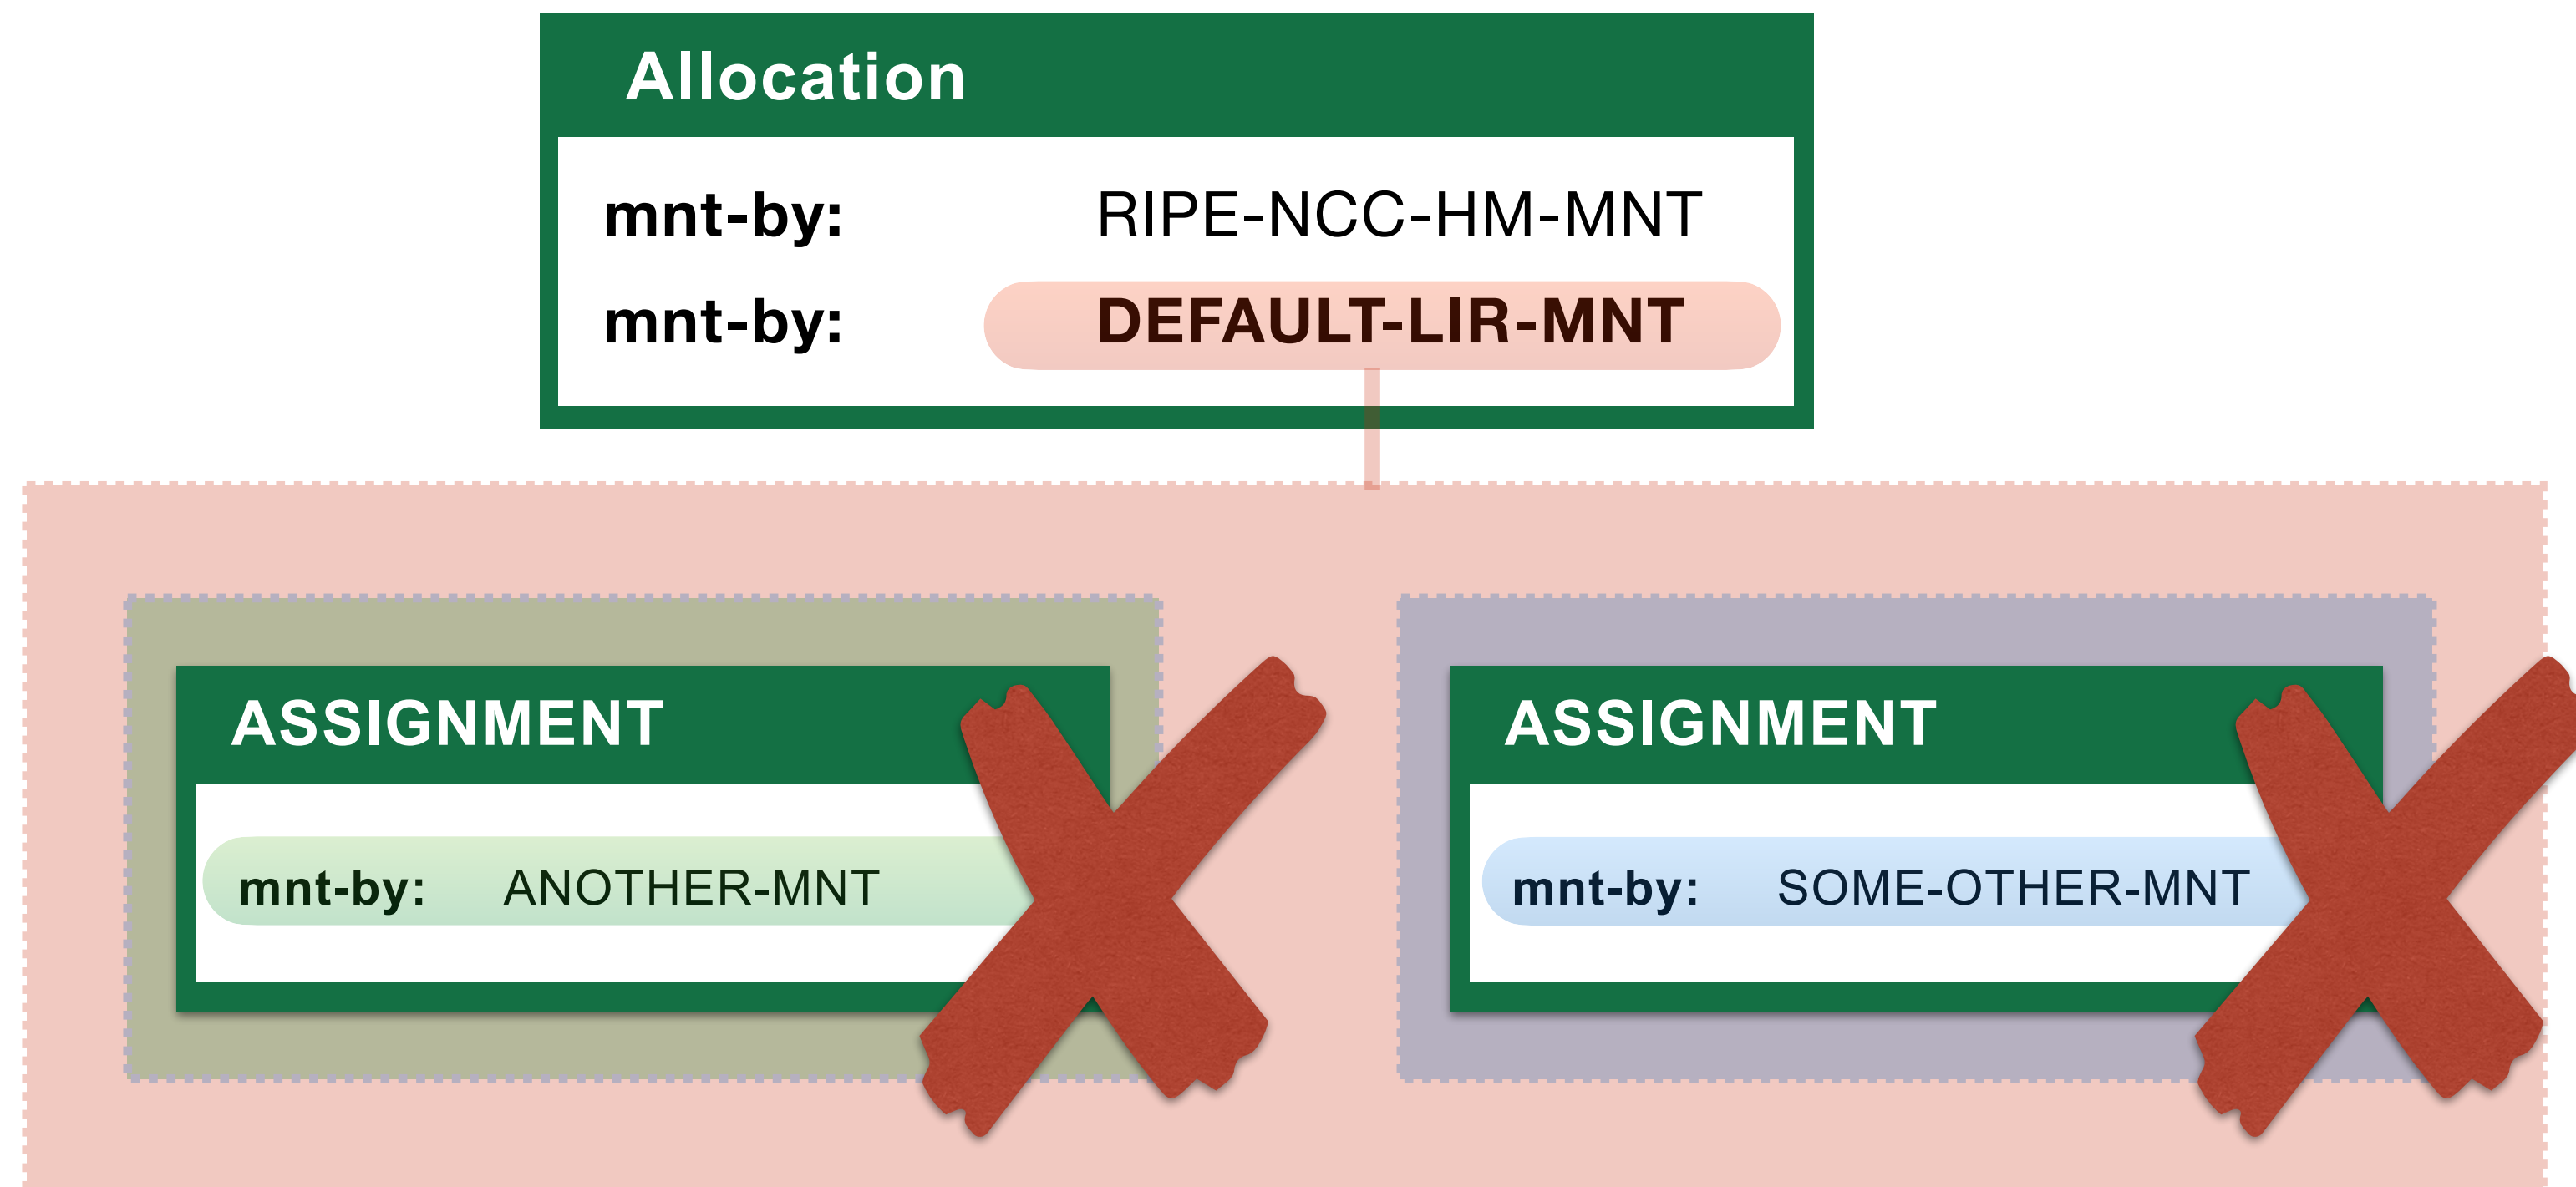 Allocation
mnt-by: RIPE-NCC-HM-MNT
mnt-by: DEFAULT-LIR-MNT
ASSIGNMENT
mnt-by: ANOTHER-MNT
ASSIGNMENT
mnt-by: SOME-OTHER-MNT